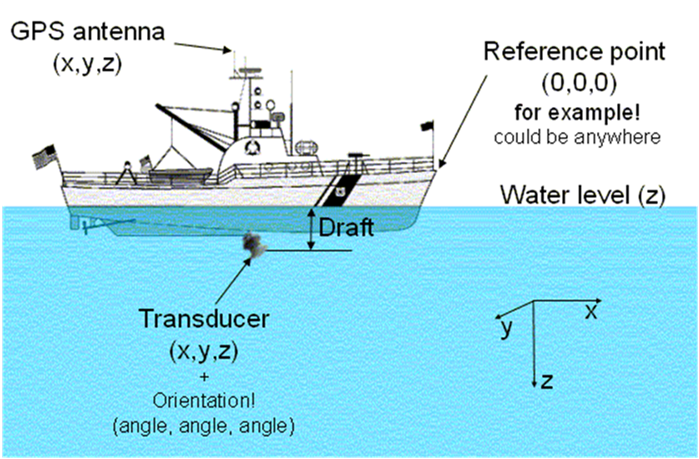 GPS antenna
(x,y,z)
Reference point
(0,0,0)
for example!
could be anywhere
Water level (z)
Draft
Transducer
(x,y,z)
+
Orientation!
(angle, angle, angle)
x
y
z